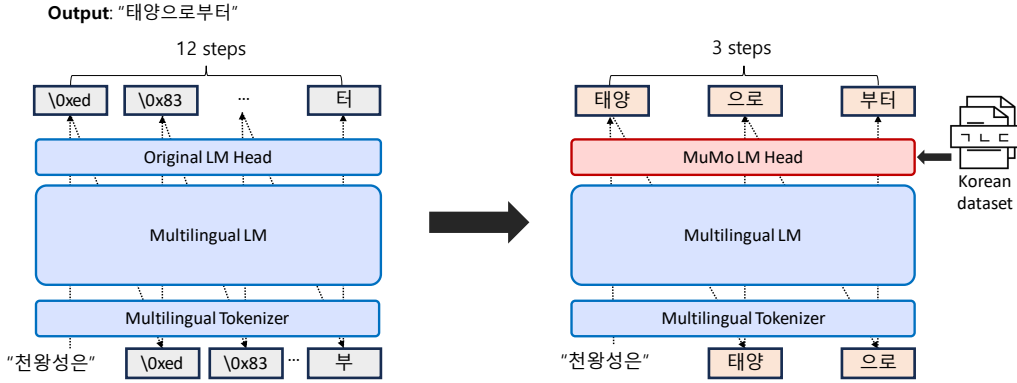 Output: "태양으로부터"
12 steps
\0xed
\0x83
...
터
Original LM Head
Multilingual LM
Multilingual Tokenizer
"천왕성은"
\0xed
\0x83
...
부
3 steps
태양
으로
부터
MuMo LM Head
ㄱㄴㄷ
Korean
dataset
Multilingual LM
Multilingual Tokenizer
"천왕성은"
태양
으로